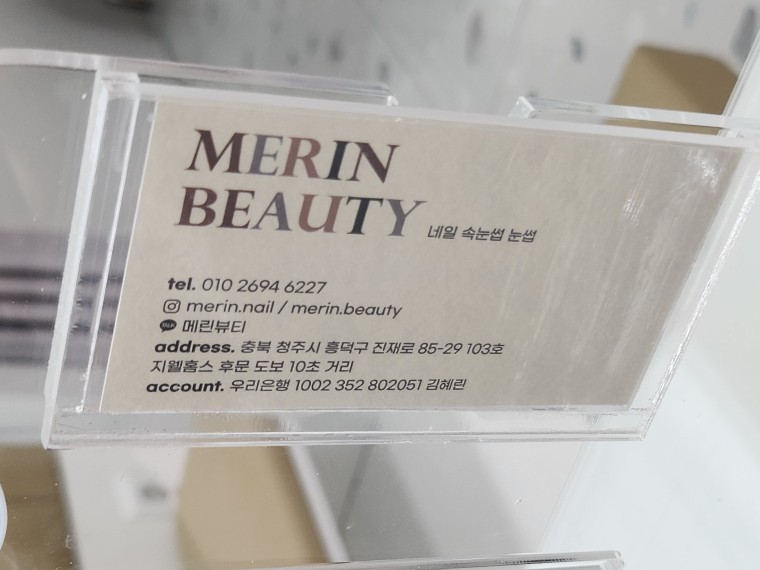 MERIN
BEAUTY 네일 속눈썹 눈썹
tel. 010 2694 6227
merin.nail / merin.beauty
TALK 메린뷰티
address. 충북 청주시 흥덕구 진재로 85-29 103호
지웰홈스 후문 도보 10초 거리
account. 우리은행 1002 352 802051 김혜린